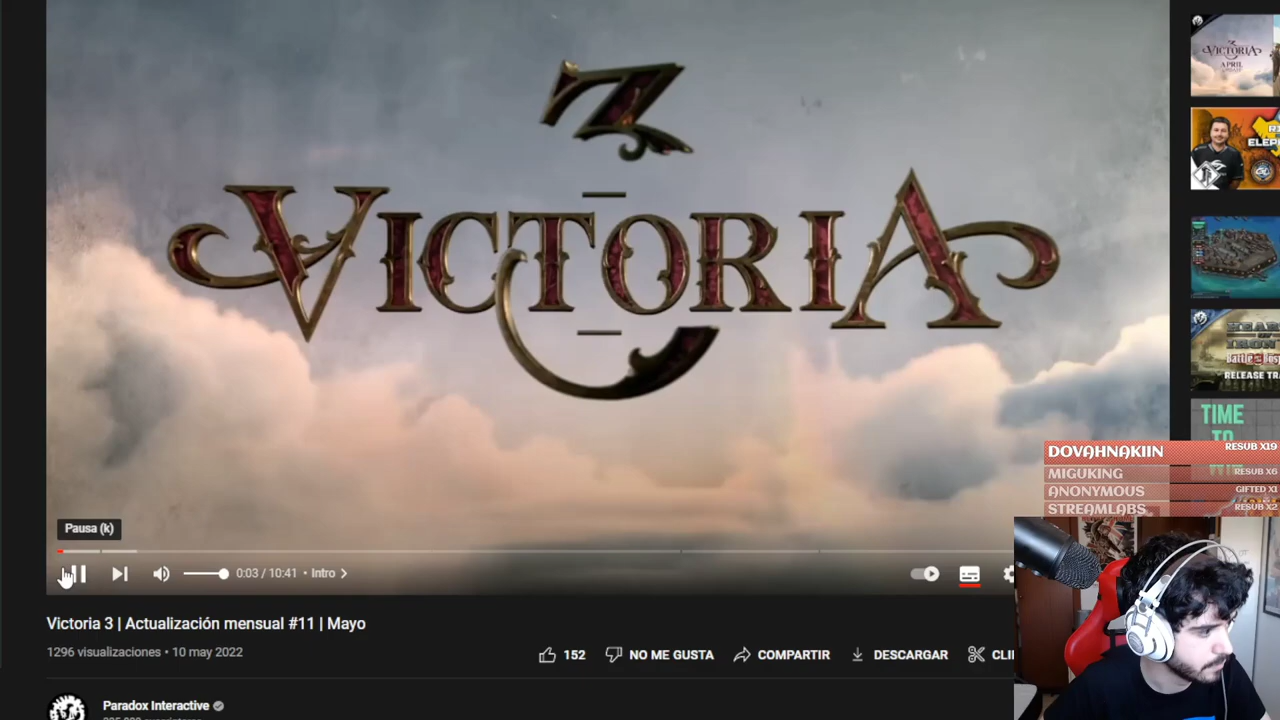 3
VICTORIA
Pausa (k)
0:03 / 10:41 • Intro
Victoria 3 | Actualización mensual #11 | Mayo
1296 visualizaciones • 10 may 2022
152
NO ME GUSTA
COMPARTIR
DESCARGAR
Paradox Interactive
VICTORIA
APRIL
TIME
TO
DOVAHNAKIIN RESUB X19
MIGUKING RESUB X6
ANONYMOUS GIFTED X1
STREAMLABS RESUB X2